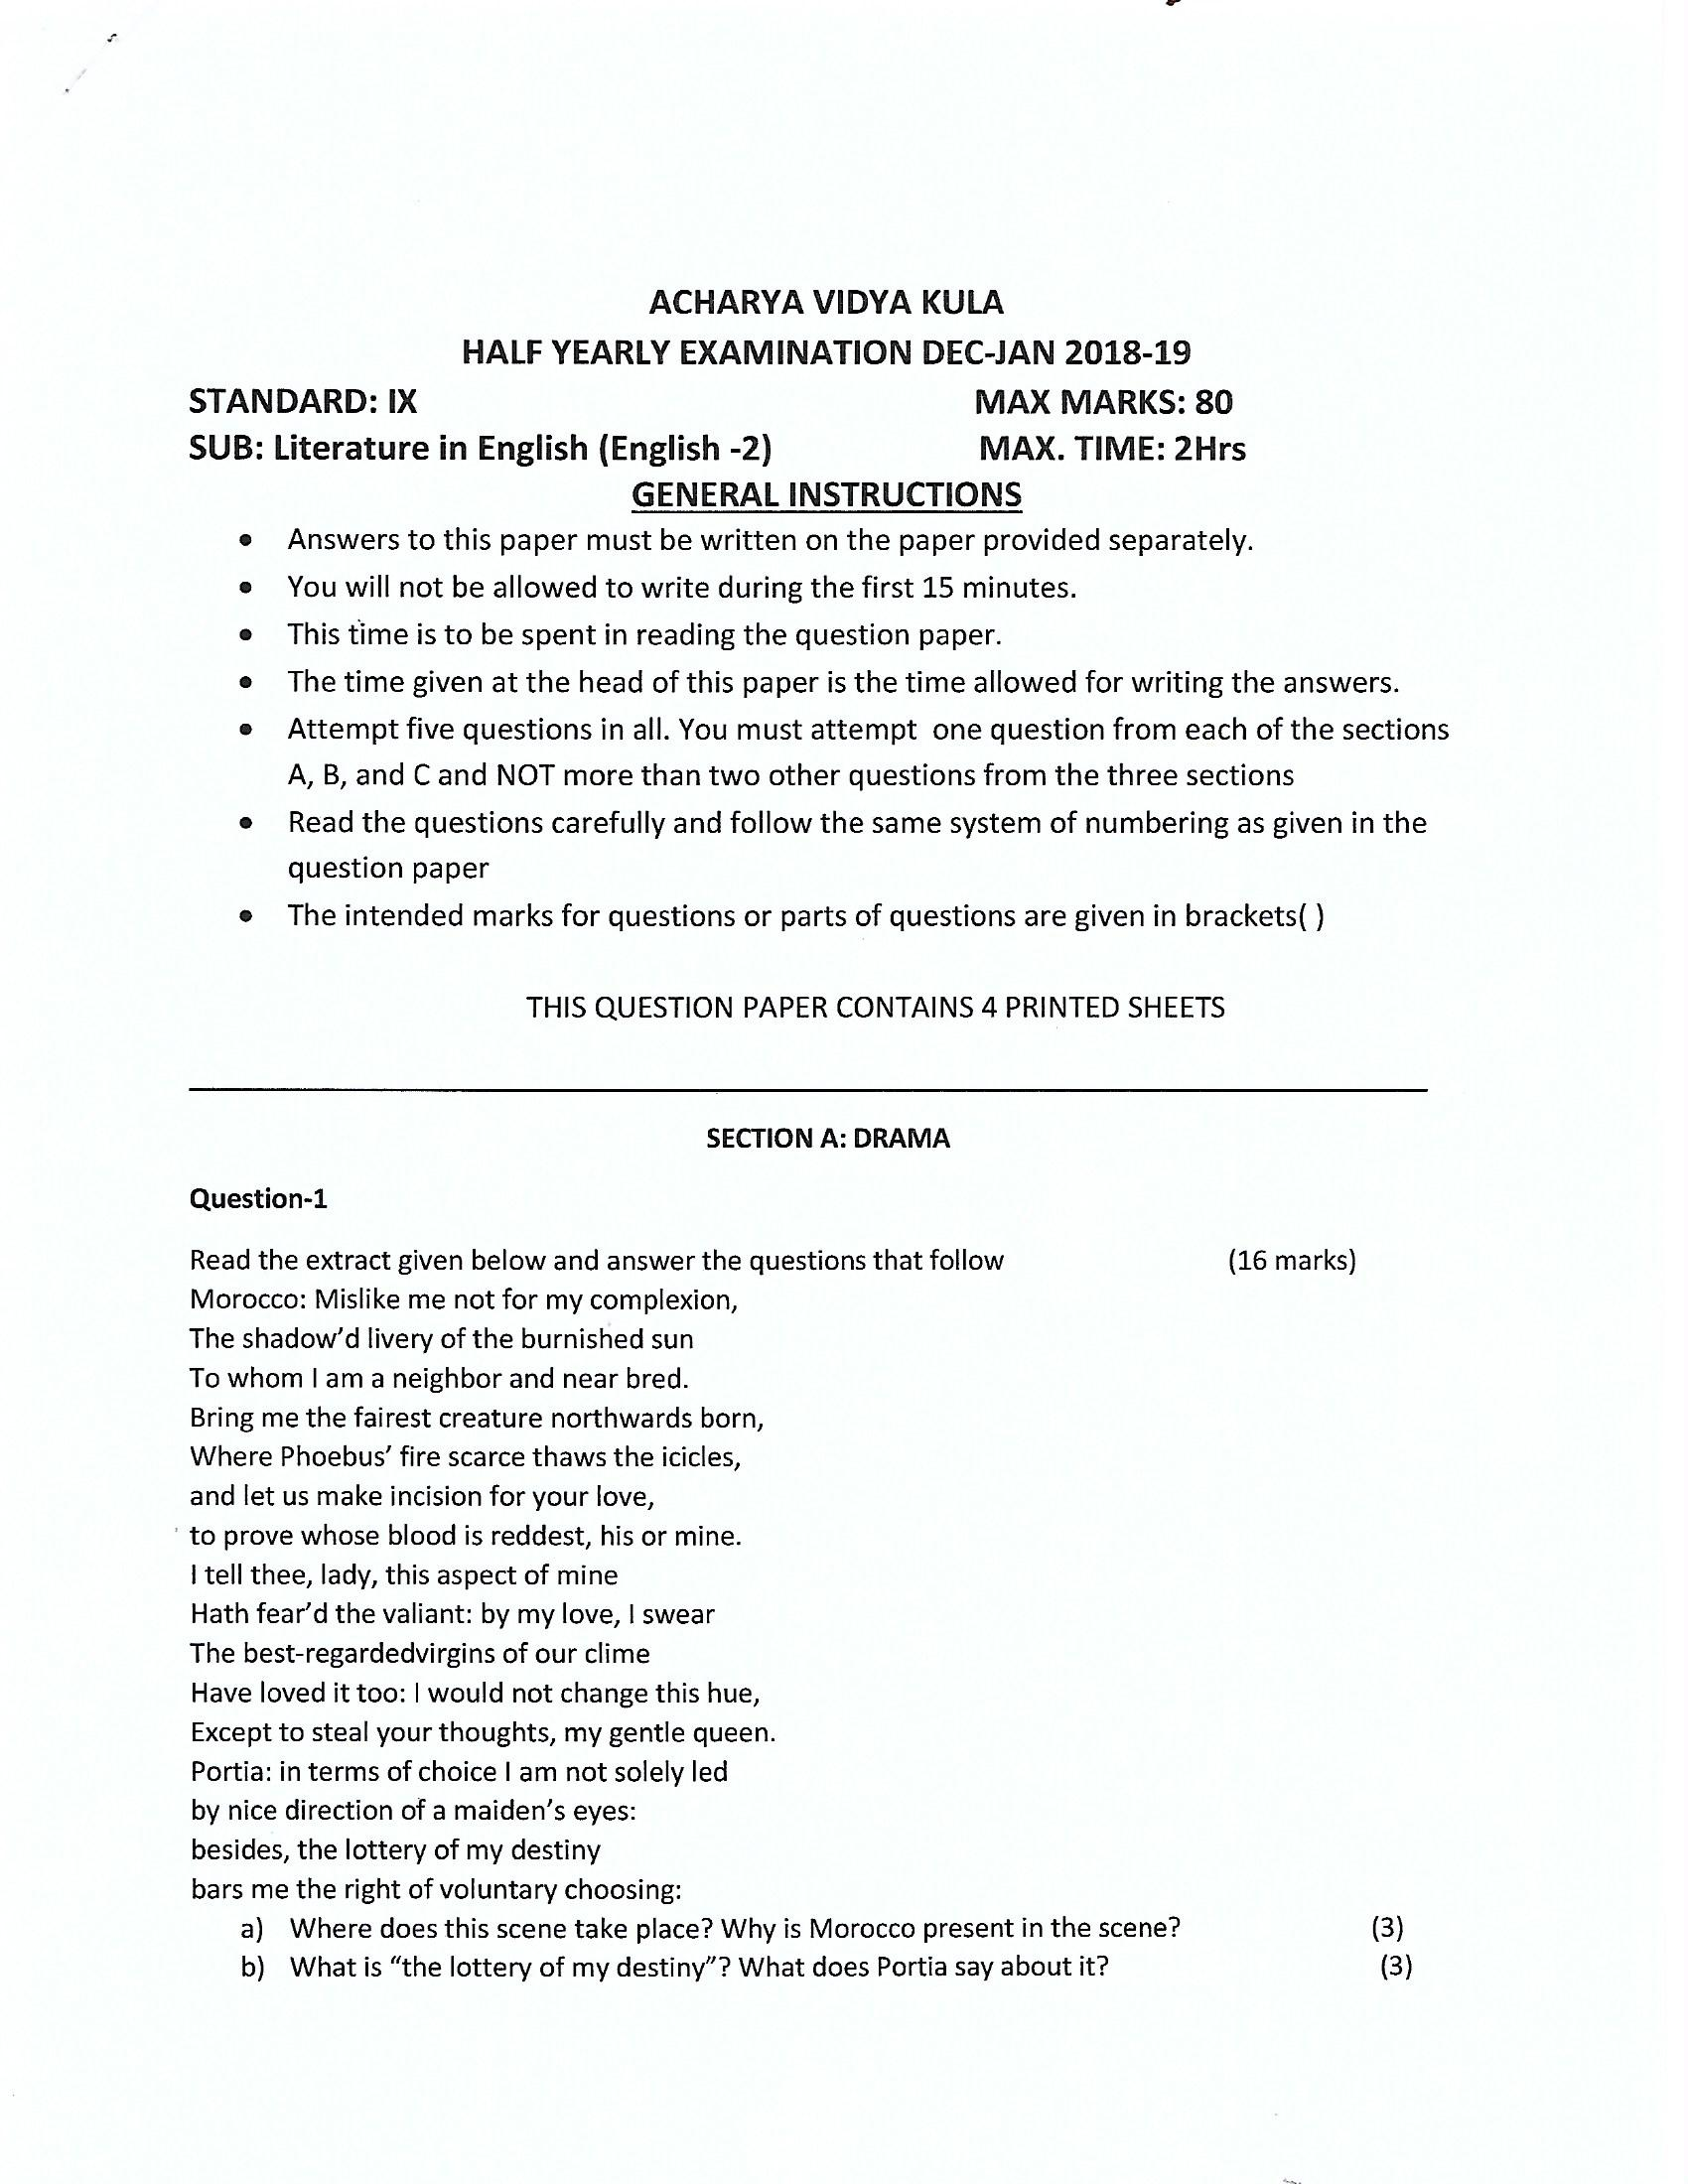 ACHARYA VIDYA KULA
HALF YEARLY EXAMINATION DEC-JAN 2018-19
STANDARD: IX MAX MARKS: 80
SUB: Literature in English (English -2) MAX. TIME: 2Hrs
GENERAL INSTRUCTIONS
• Answers to this paper must be written on the paper provided separately.
• You will not be allowed to write during the first 15 minutes.
• This time is to be spent in reading the question paper.
• The time given at the head of this paper is the time allowed for writing the answers.
• Attempt five questions in all. You must attempt one question from each of the sections
A, B, and C and NOT more than two other questions from the three sections
• Read the questions carefully and follow the same system of numbering as given in the
question paper
• The intended marks for questions or parts of questions are given in brackets( )
THIS QUESTION PAPER CONTAINS 4 PRINTED SHEETS
SECTION A: DRAMA
Question-1
Read the extract given below and answer the questions that follow (16 marks)
Morocco: Mislike me not for my complexion,
The shadow'd livery of the burnished sun
To whom I am a neighbor and near bred.
Bring me the fairest creature northwards born,
Where Phoebus' fire scarce thaws the icicles,
and let us make incision for your love,
to prove whose blood is reddest, his or mine.
I tell thee, lady, this aspect of mine
Hath fear'd the valiant: by my love, I swear
The best-regardedvirgins of our clime
Have loved it too: I would not change this hue,
Except to steal your thoughts, my gentle queen.
Portia: in terms of choice I am not solely led
by nice direction of a maiden's eyes:
besides, the lottery of my destiny
bars me the right of voluntary choosing:
a) Where does this scene take place? Why is Morocco present in the scene? (3)
b) What is "the lottery of my destiny"? What does Portia say about it? (3)